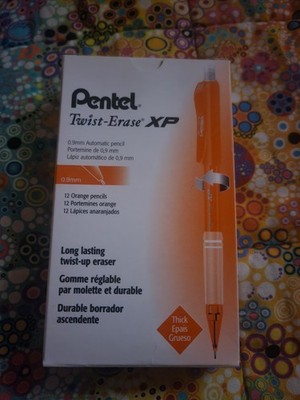 Pentel®
Twist-Erase® XP
0.9mm Automatic pencil
Portemine de 0,9 mm
Lápiz automático de 0,9 mm
0.9mm
12 Orange pencils
12 Portemines orange
12 Lápices anaranjados
Long lasting
twist-up eraser
Gomme réglable
par molette et durable
Durable borrador
ascendente
Thick
Épais
Grueso